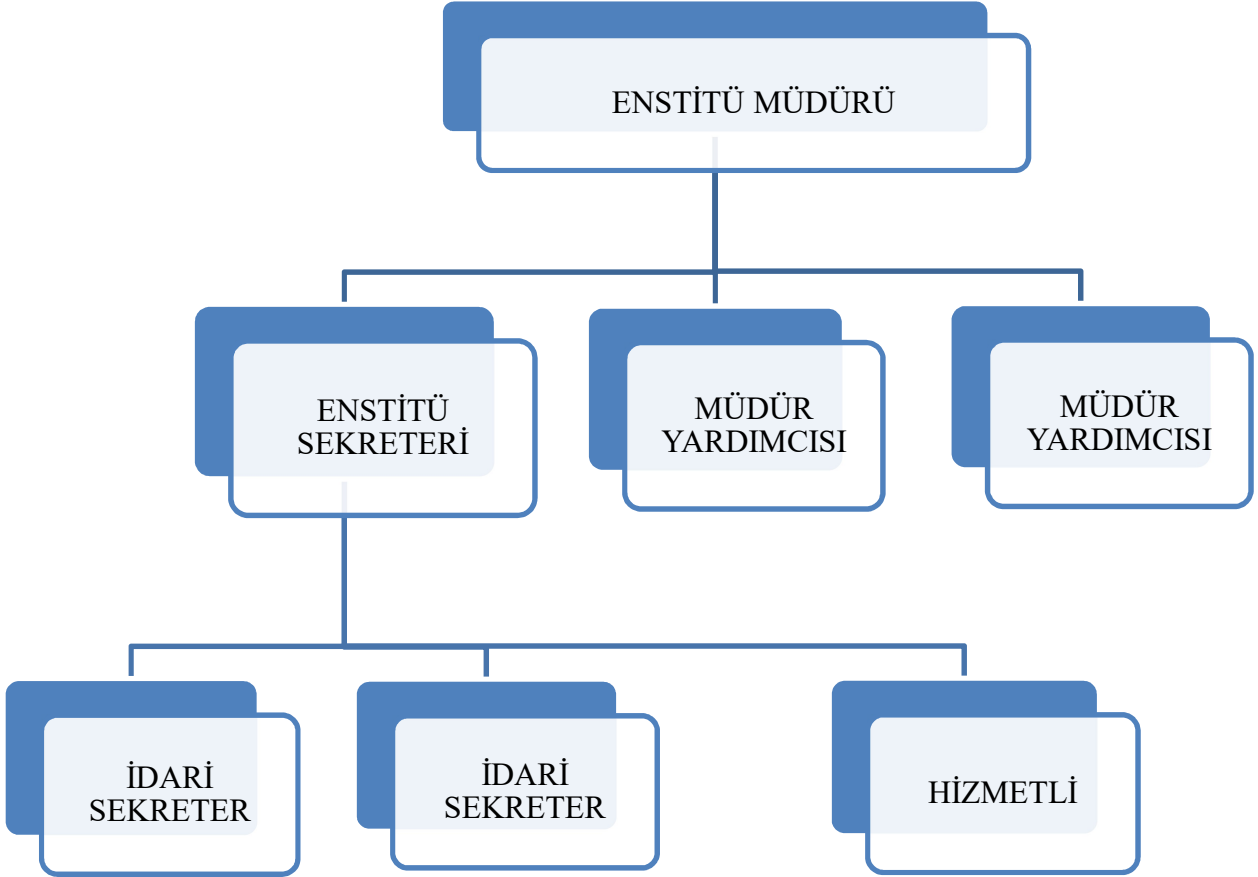 ENSTİTÜ MÜDÜRÜ
ENSTİTÜ
SEKRETERİ
MÜDÜR
YARDIMCISI
MÜDÜR
YARDIMCISI
İDARİ
SEKRETER
İDARİ
SEKRETER
HİZMETLİ